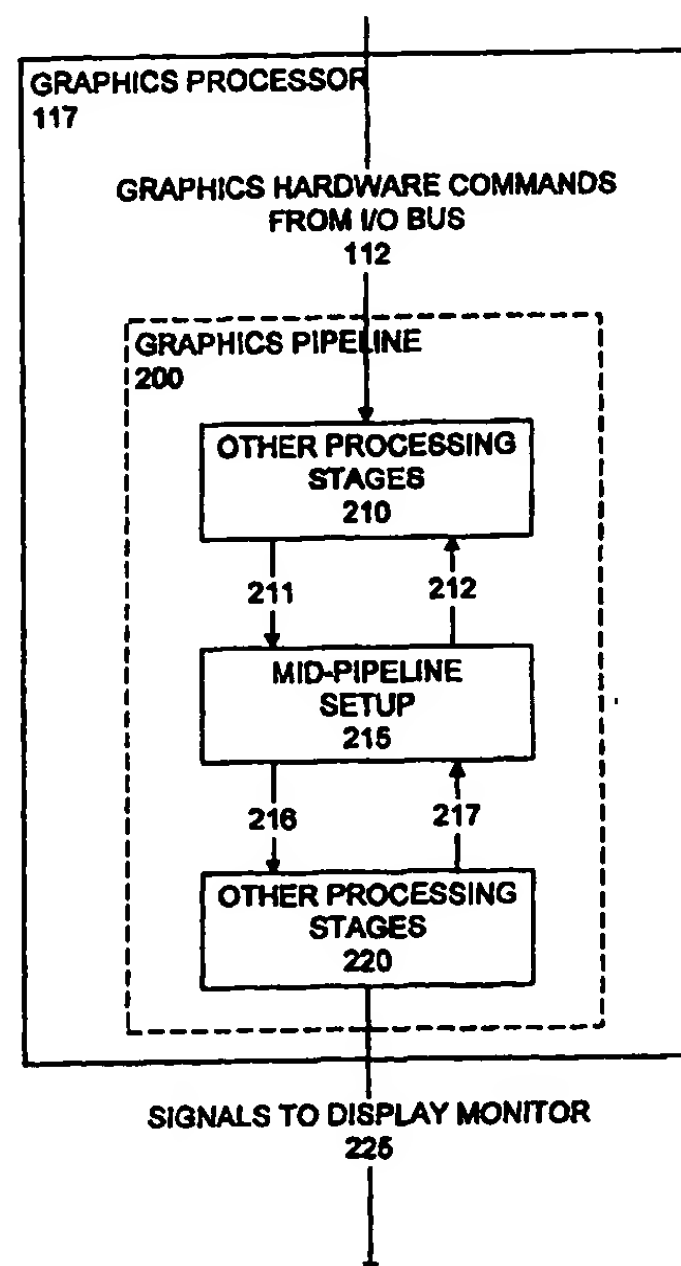 GRAPHICS PROCESSOR
117
GRAPHICS HARDWARE COMMANDS
FROM I/O BUS
112
GRAPHICS PIPELINE
200
OTHER PROCESSING
STAGES
210
211
212
MID-PIPELINE
SETUP
215
216
217
OTHER PROCESSING
STAGES
220
SIGNALS TO DISPLAY MONITOR
225